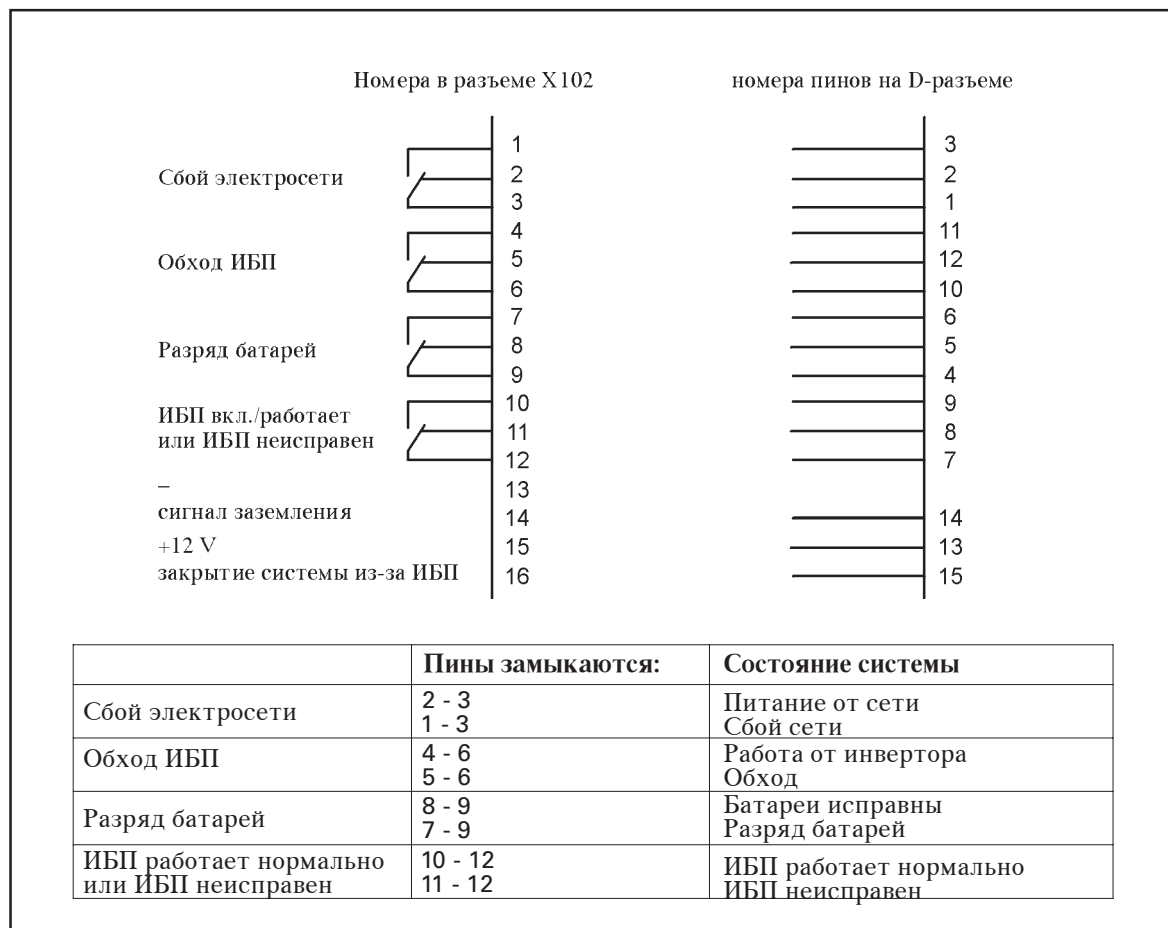 Номера в разъеме X102 номера пинов на D-разъеме
1 3
Сбой электросети 2 2
3 1
4 11
Обход ИБП 5 12
6 10
7 6
Разряд батарей 8 5
9 4
10 9
ИБП вкл./работает
или ИБП неисправен 11 8
12 7
– 13
сигнал заземления 14 14
+12 V 15 13
закрытие системы из-за ИБП 16 15
Пины замыкаются: Состояние системы
Сбой электросети 2 - 3 Питание от сети
1 - 3 Сбой сети
Обход ИБП 4 - 6 Работа от инвертора
5 - 6 Обход
Разряд батарей 8 - 9 Батареи исправны
7 - 9 Разряд батарей
ИБП работает нормально 10 - 12 ИБП работает нормально
или ИБП неисправен 11 - 12 ИБП неисправен